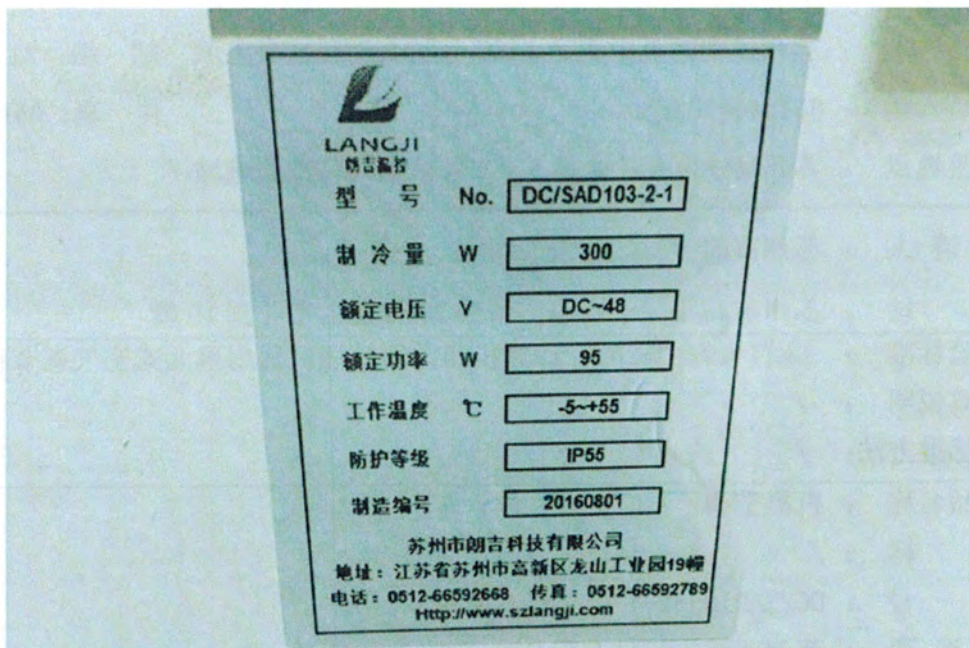 LANGJI
朗吉温控
型 号 No. DC/SAD103-2-1
制 冷 量 W 300
额定电压 V DC~48
额定功率 W 95
工作温度 ℃ -5~+55
防护等级 IP55
制造编号 20160801
苏州市朗吉科技有限公司
地址：江苏省苏州市高新区龙山工业园19幢
电话：0512-66592668 传真：0512-66592789
Http://www.szlangji.com